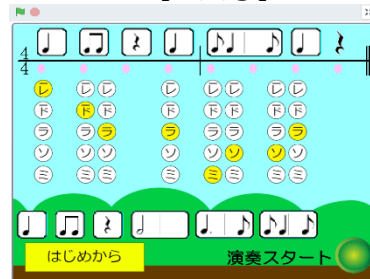 4
4
レ レ レ レ レ レ レ レ
ド ド ド ド ド ド ド ド
ラ ラ ラ ラ ラ ラ ラ ラ
ソ ソ ソ ソ ソ ソ ソ ソ
ミ ミ ミ ミ ミ ミ ミ ミ
はじめから
演奏スタート